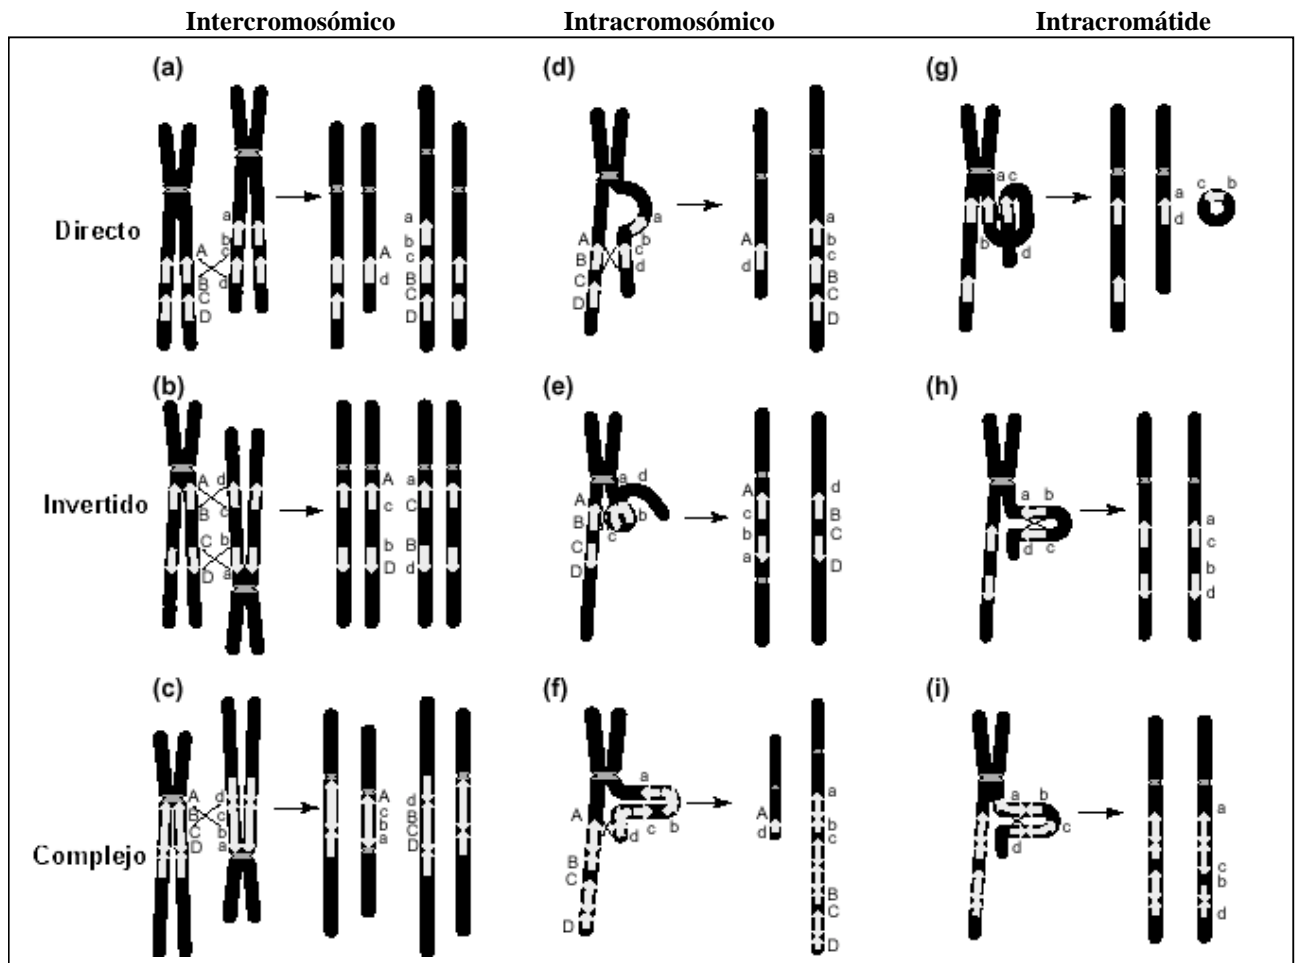 Intercromosómico
Intracromosómico
Intracromátide
Directo
(a)
a
A
b
c
B
d
C
D
A
d
a
b
c
B
C
D
(d)
a
b
A
c
B
d
C
D
A
d
a
b
c
B
C
D
(g)
a c
b
d
a
d
c b
Invertido
(b)
A d
B c
C b
D a
A
c
b
D
a
C
B
d
(e)
a d
A
B
b
c
C
D
A
c
b
a
d
B
C
D
(h)
a b
d c
a
c
b
d
Complejo
(c)
A d
B c
C b
D a
A
c
b
a
d
B
C
D
(f)
a
A
d c b
B
C
D
A
d
a
b
c
B
C
D
(i)
a b
c
d
a
c
b
d